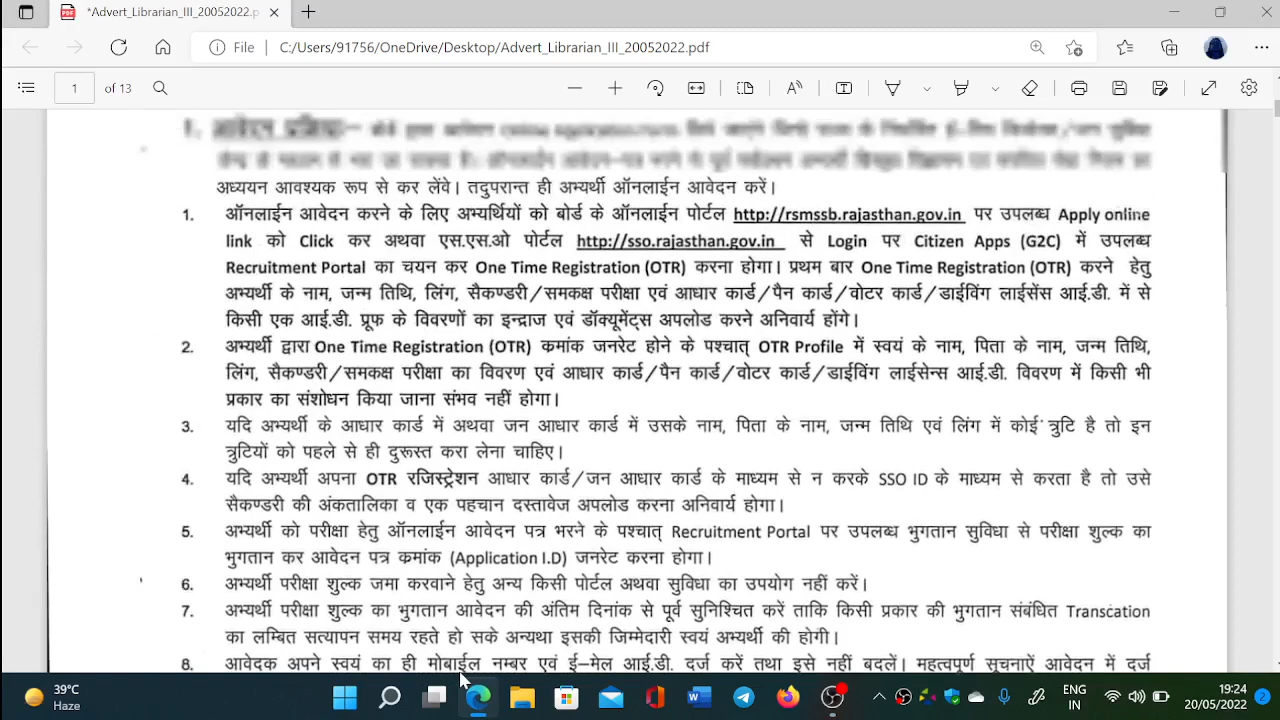 *Advert_Librarian_III_20052022.p
File C:/Users/91756/OneDrive/Desktop/Advert_Librarian_III_20052022.pdf
1 of 13
अध्ययन आवश्यक रूप से कर लेंवे। तदुपरान्त ही अभ्यर्थी ऑनलाईन आवेदन करें।
1. ऑनलाईन आवेदन करने के लिए अभ्यर्थियों को बोर्ड के ऑनलाईन पोर्टल http://rsmssb.rajasthan.gov.in पर उपलब्ध Apply online
link को Click कर अथवा एस.एस.ओ पोर्टल http://sso.rajasthan.gov.in से Login पर Citizen Apps (G2C) में उपलब्ध
Recruitment Portal का चयन कर One Time Registration (OTR) करना होगा। प्रथम बार One Time Registration (OTR) करने हेतु
अभ्यर्थी के नाम, जन्म तिथि, लिंग, सैकण्डरी/समकक्ष परीक्षा एवं आधार कार्ड/पैन कार्ड/वोटर कार्ड/डाईविंग लाईसेंस आई.डी. में से
किसी एक आई.डी. प्रूफ के विवरणों का इन्द्राज एवं डॉक्यूमेंट्स अपलोड करने अनिवार्य होंगे।
2. अभ्यर्थी द्वारा One Time Registration (OTR) कमांक जनरेट होने के पश्चात् OTR Profile में स्वयं के नाम, पिता के नाम, जन्म तिथि,
लिंग, सैकण्डरी/समकक्ष परीक्षा का विवरण एवं आधार कार्ड/पैन कार्ड/वोटर कार्ड/डाईविंग लाईसेन्स आई.डी. विवरण में किसी भी
प्रकार का संशोधन किया जाना संभव नहीं होगा।
3. यदि अभ्यर्थी के आधार कार्ड में अथवा जन आधार कार्ड में उसके नाम, पिता के नाम, जन्म तिथि एवं लिंग में कोई त्रुटि है तो इन
त्रुटियों को पहले से ही दुरूस्त करा लेना चाहिए।
4. यदि अभ्यर्थी अपना OTR रजिस्ट्रेशन आधार कार्ड/जन आधार कार्ड के माध्यम से न करके SSO ID के माध्यम से करता है तो उसे
सैकण्डरी की अंकतालिका व एक पहचान दस्तावेज अपलोड करना अनिवार्य होगा।
5. अभ्यर्थी को परीक्षा हेतु ऑनलाईन आवेदन पत्र भरने के पश्चात् Recruitment Portal पर उपलब्ध भुगतान सुविधा से परीक्षा शुल्क का
भुगतान कर आवेदन पत्र कमांक (Application I.D) जनरेट करना होगा।
6. अभ्यर्थी परीक्षा शुल्क जमा करवाने हेतु अन्य किसी पोर्टल अथवा सुविधा का उपयोग नहीं करें।
7. अभ्यर्थी परीक्षा शुल्क का भुगतान आवेदन की अंतिम दिनांक से पूर्व सुनिश्चित करें ताकि किसी प्रकार की भुगतान संबंधित Transcation
का लम्बित सत्यापन समय रहते हो सके अन्यथा इसकी जिम्मेदारी स्वयं अभ्यर्थी की होगी।
8. आवेदक अपने स्वयं का ही मोबाईल नम्बर एवं ई–मेल आई.डी. दर्ज करें तथा इसे नहीं बदलें। महत्वपूर्ण सूचनाऐं आवेदन में दर्ज
39°C
Haze
ENG
IN
19:24
20/05/2022
2